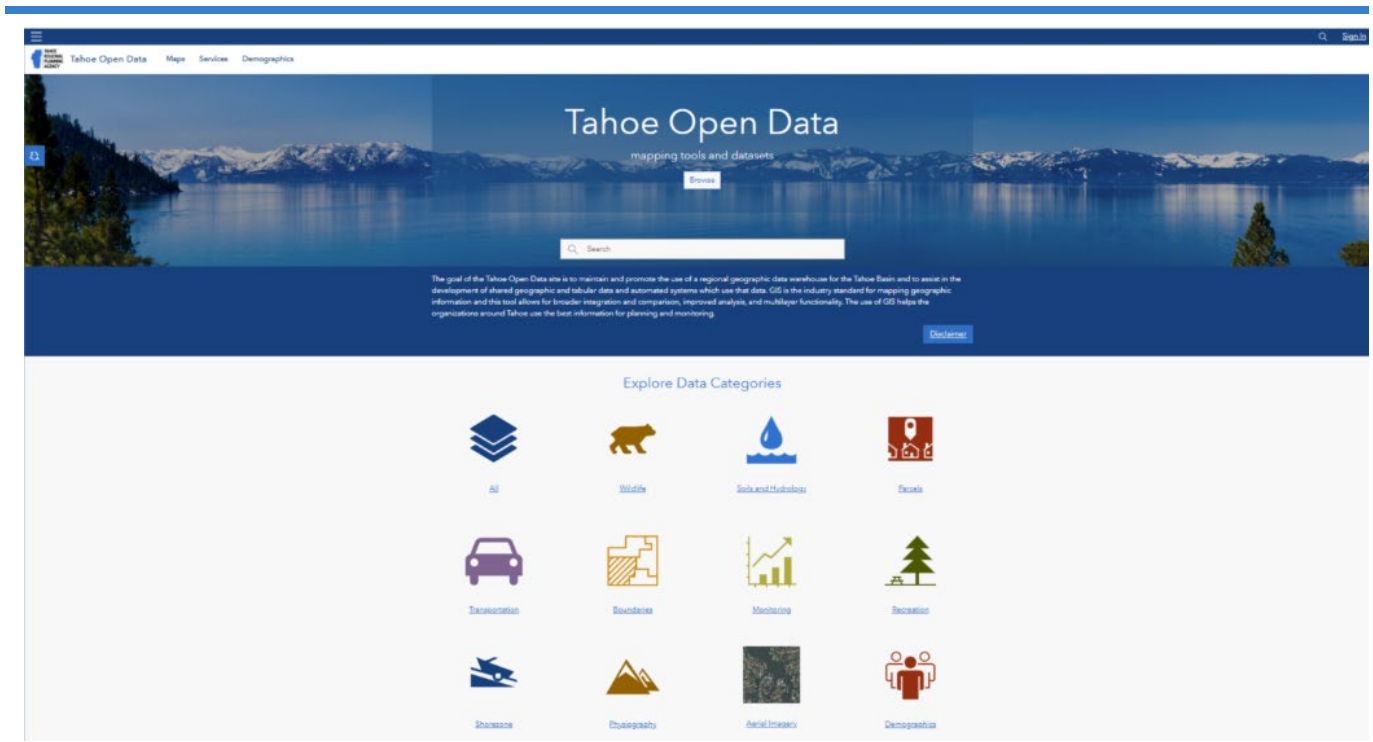 Sign In
TAHOE
REGIONAL
PLANNING
AGENCY
Tahoe Open Data Maps Services Demographics
Tahoe Open Data
mapping tools and datasets
Browse
Search
The goal of the Tahoe Open Data site is to maintain and promote the use of a regional geographic data warehouse for the Tahoe Basin and to assist in the
development of shared geographic and tabular data and automated systems which use that data. GIS is the industry standard for mapping geographic
information and this tool allows for broader integration and comparison, improved analysis, and multilayer functionality. The use of GIS helps the
organizations around Tahoe use the best information for planning and monitoring.
Disclaimer
Explore Data Categories
All Wildlife Soils and Hydrology Parcels
Transportation Boundaries Monitoring Recreation
Shorezone Physiography Aerial Imagery Demographics